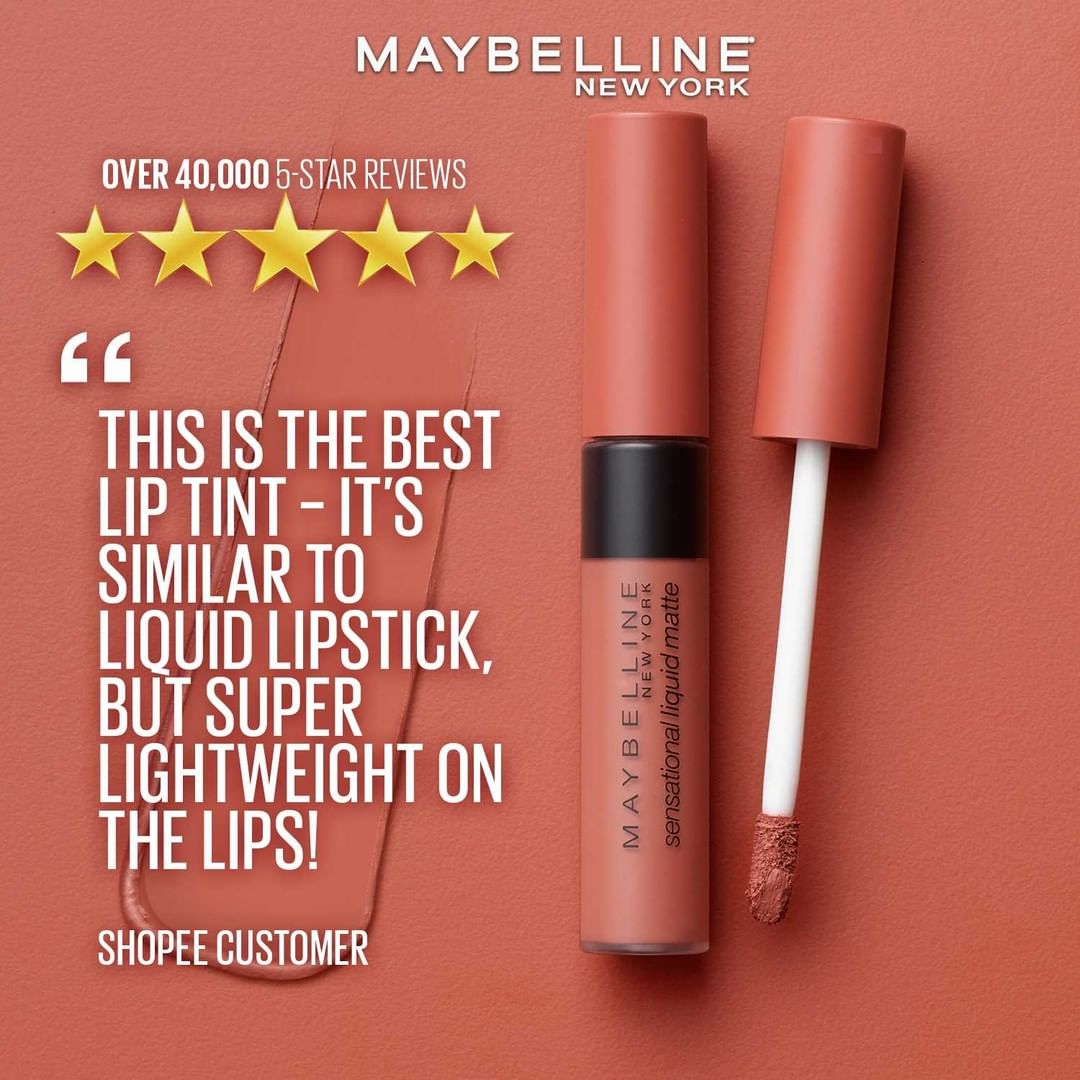 MAYBELLINE
NEW YORK
OVER 40,000 5-STAR REVIEWS
“
THIS IS THE BEST
LIP TINT - IT'S
SIMILAR TO
LIQUID LIPSTICK,
BUT SUPER
LIGHTWEIGHT ON
THE LIPS!
SHOPEE CUSTOMER
MAYBELLINE
NEW YORK
sensational liquid matte